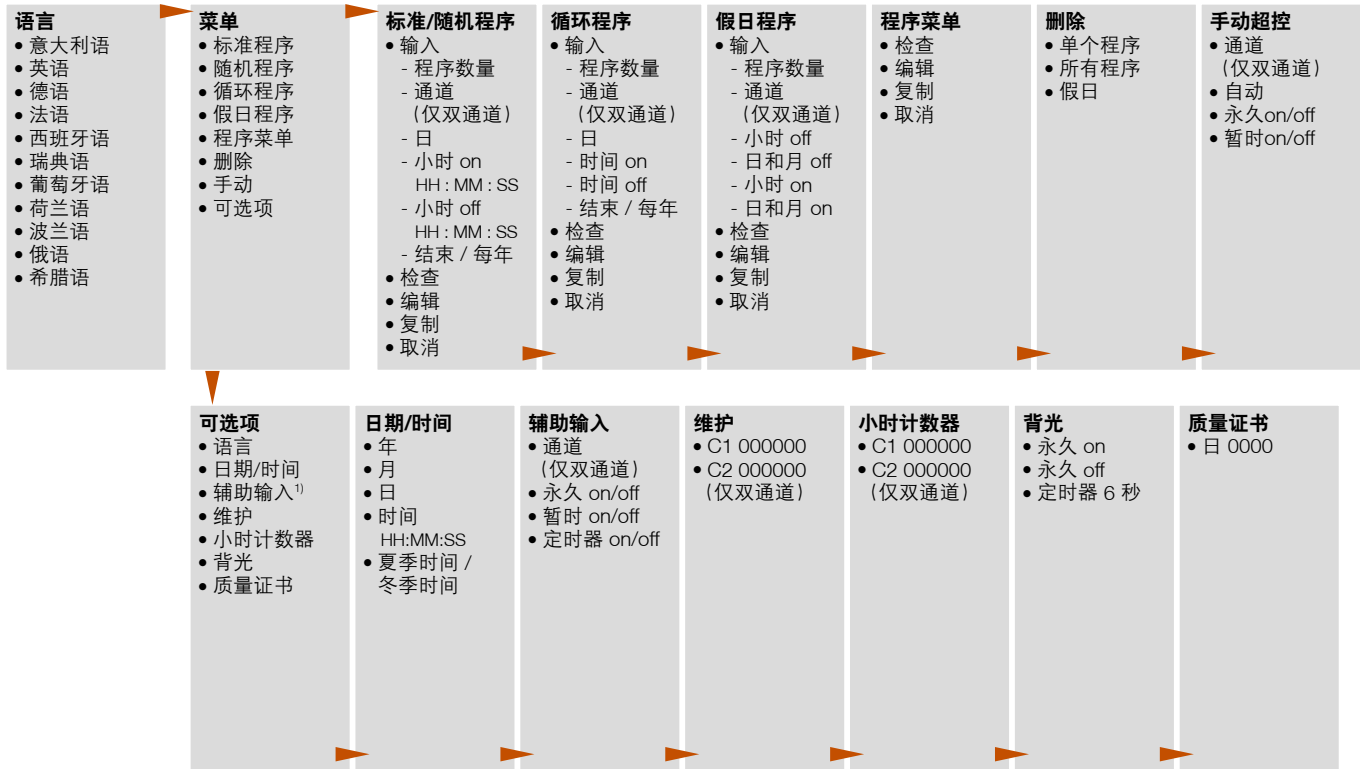 语言
• 意大利语
• 英语
• 德语
• 法语
• 西班牙语
• 瑞典语
• 葡萄牙语
• 荷兰语
• 波兰语
• 俄语
• 希腊语
菜单
• 标准程序
• 随机程序
• 循环程序
• 假日程序
• 程序菜单
• 删除
• 手动
• 可选项
标准/随机程序
• 输入
- 程序数量
- 通道
(仅双通道)
- 日
- 小时 on
HH : MM : SS
- 小时 off
HH : MM : SS
- 结束 / 每年
• 检查
• 编辑
• 复制
• 取消
循环程序
• 输入
- 程序数量
- 通道
(仅双通道)
- 日
- 时间 on
- 时间 off
- 结束 / 每年
• 检查
• 编辑
• 复制
• 取消
假日程序
• 输入
- 程序数量
- 通道
(仅双通道)
- 小时 off
- 日和月 off
- 小时 on
- 日和月 on
• 检查
• 编辑
• 复制
• 取消
程序菜单
• 检查
• 编辑
• 复制
• 取消
删除
• 单个程序
• 所有程序
• 假日
手动超控
• 通道
(仅双通道)
• 自动
• 永久on/off
• 暂时on/off
可选项
• 语言
• 日期/时间
• 辅助输入1)
• 维护
• 小时计数器
• 背光
• 质量证书
日期/时间
• 年
• 月
• 日
• 时间
HH:MM:SS
• 夏季时间 /
冬季时间
辅助输入
• 通道
(仅双通道)
• 永久 on/off
• 暂时 on/off
• 定时器 on/off
维护
• C1 000000
• C2 000000
(仅双通道)
小时计数器
• C1 000000
• C2 000000
(仅双通道)
背光
• 永久 on
• 永久 off
• 定时器 6 秒
质量证书
• 日 0000